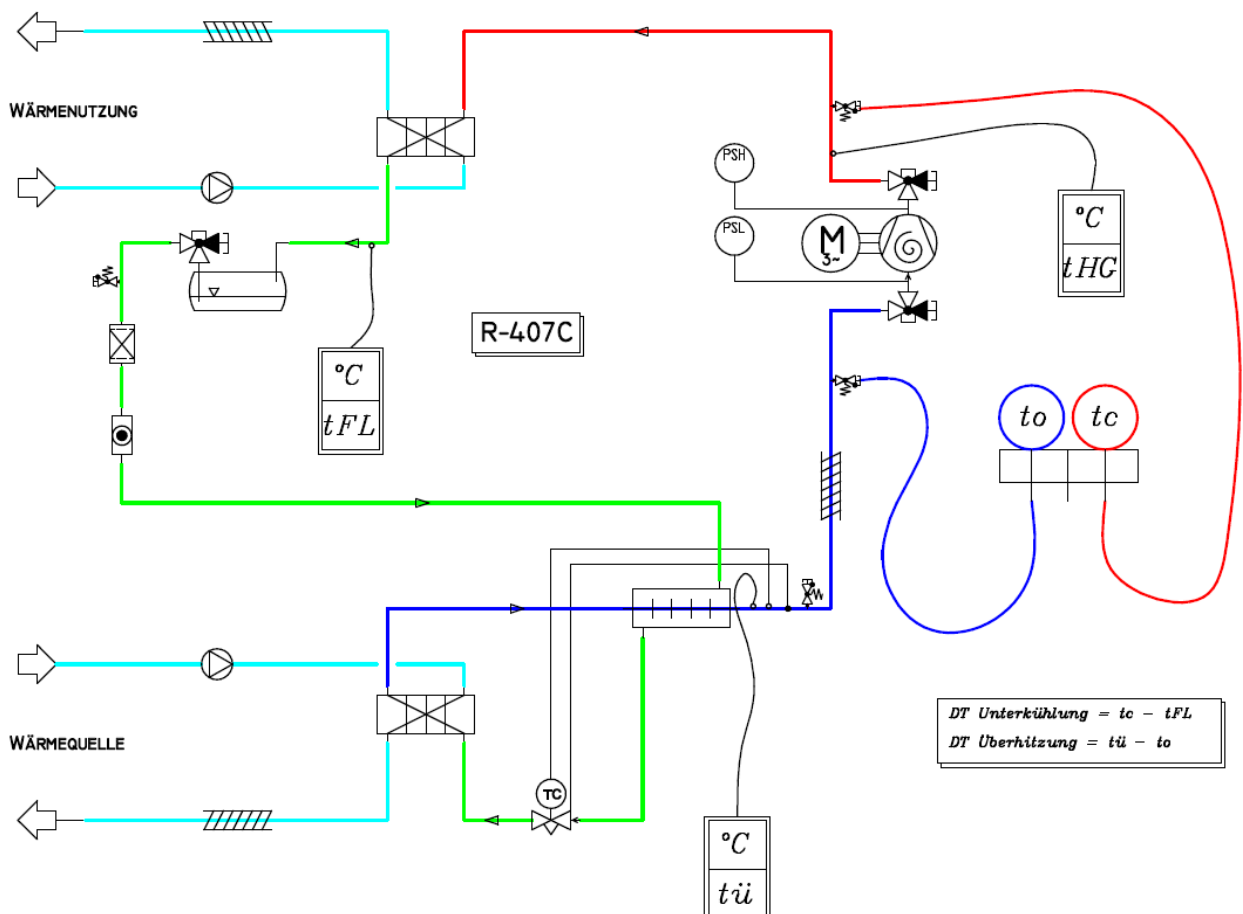 WÄRMENUTZUNG
PSH
PSL
M
3~
°C
tHG
R-407C
°C
tFL
to
tc
WÄRMEQUELLE
TC
DT Unterkühlung = tc - tFL
DT Überhitzung = tü - to
°C
tü